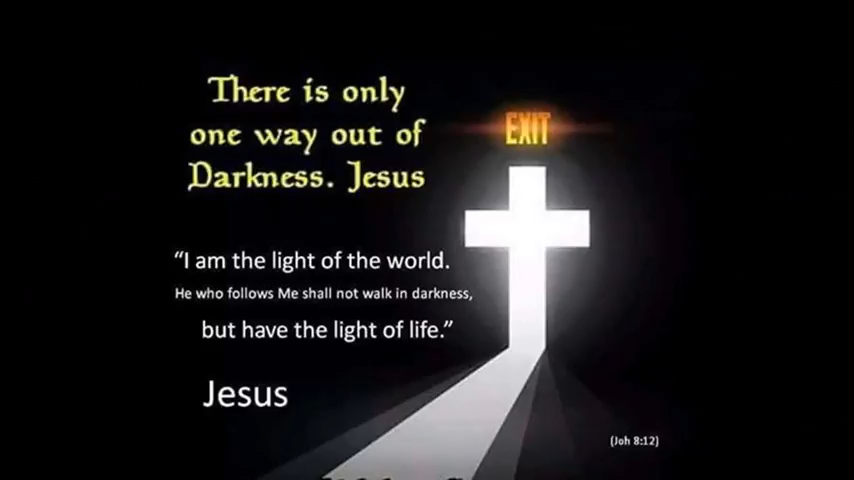 There is only
one way out of
Darkness. Jesus
EXIT
“I am the light of the world.
He who follows Me shall not walk in darkness,
but have the light of life.”
Jesus
(Joh 8:12)